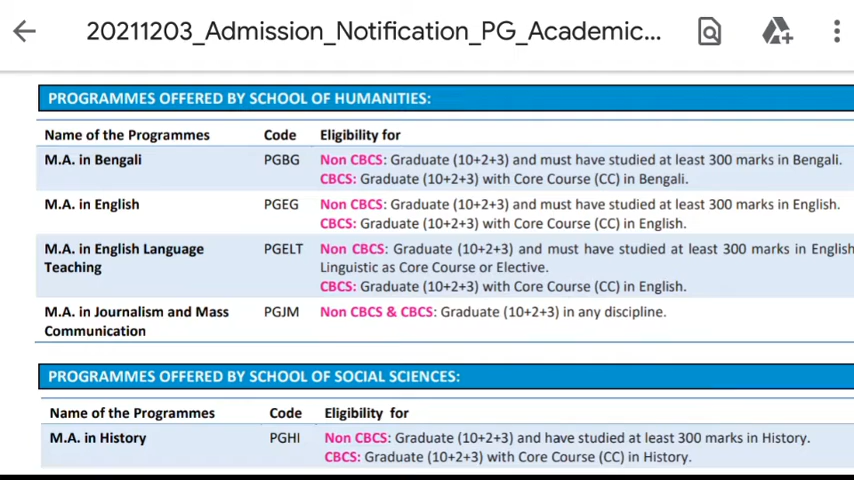 20211203_Admission_Notification_PG_Academic...
PROGRAMMES OFFERED BY SCHOOL OF HUMANITIES:
Name of the Programmes Code Eligibility for
M.A. in Bengali PGBG Non CBCS: Graduate (10+2+3) and must have studied at least 300 marks in Bengali.
CBCS: Graduate (10+2+3) with Core Course (CC) in Bengali.
M.A. in English PGEG Non CBCS: Graduate (10+2+3) and must have studied at least 300 marks in English.
CBCS: Graduate (10+2+3) with Core Course (CC) in English.
M.A. in English Language PGELT Non CBCS: Graduate (10+2+3) and must have studied at least 300 marks in English
Teaching Linguistic as Core Course or Elective.
CBCS: Graduate (10+2+3) with Core Course (CC) in English.
M.A. in Journalism and Mass PGJM Non CBCS & CBCS: Graduate (10+2+3) in any discipline.
Communication
PROGRAMMES OFFERED BY SCHOOL OF SOCIAL SCIENCES:
Name of the Programmes Code Eligibility for
M.A. in History PGHI Non CBCS: Graduate (10+2+3) and have studied at least 300 marks in History.
CBCS: Graduate (10+2+3) with Core Course (CC) in History.